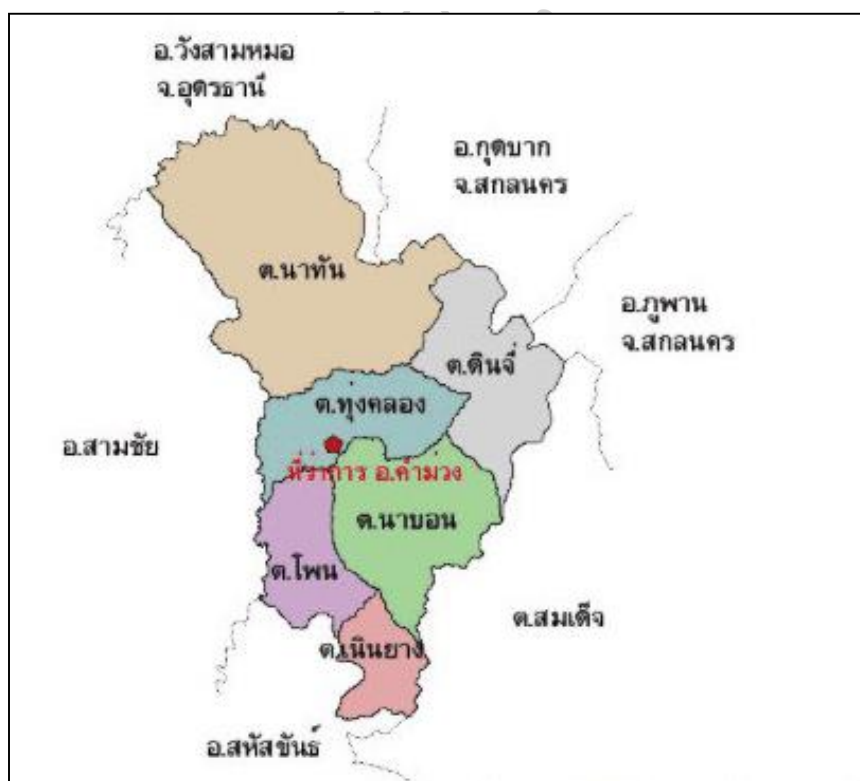 อ.วังสามหมอ
จ.อุดรธานี
อ.กุดบาก
จ.สกลนคร
ต.นาทัน
อ.ภูพาน
จ.สกลนคร
ต.ดินจี่
ต.ทุ่งคลอง
อ.สามชัย
ที่ว่าการ อ.คำม่วง
ต.นาบอน
ต.โพน
ต.สมเด็จ
ต.เนินยาง
อ.สหัสขันธ์